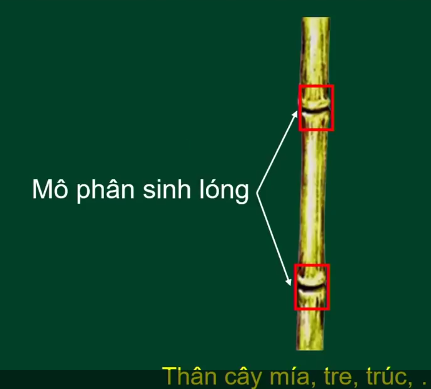 Mô phân sinh lóng
Thân cây mía, tre, trúc, .